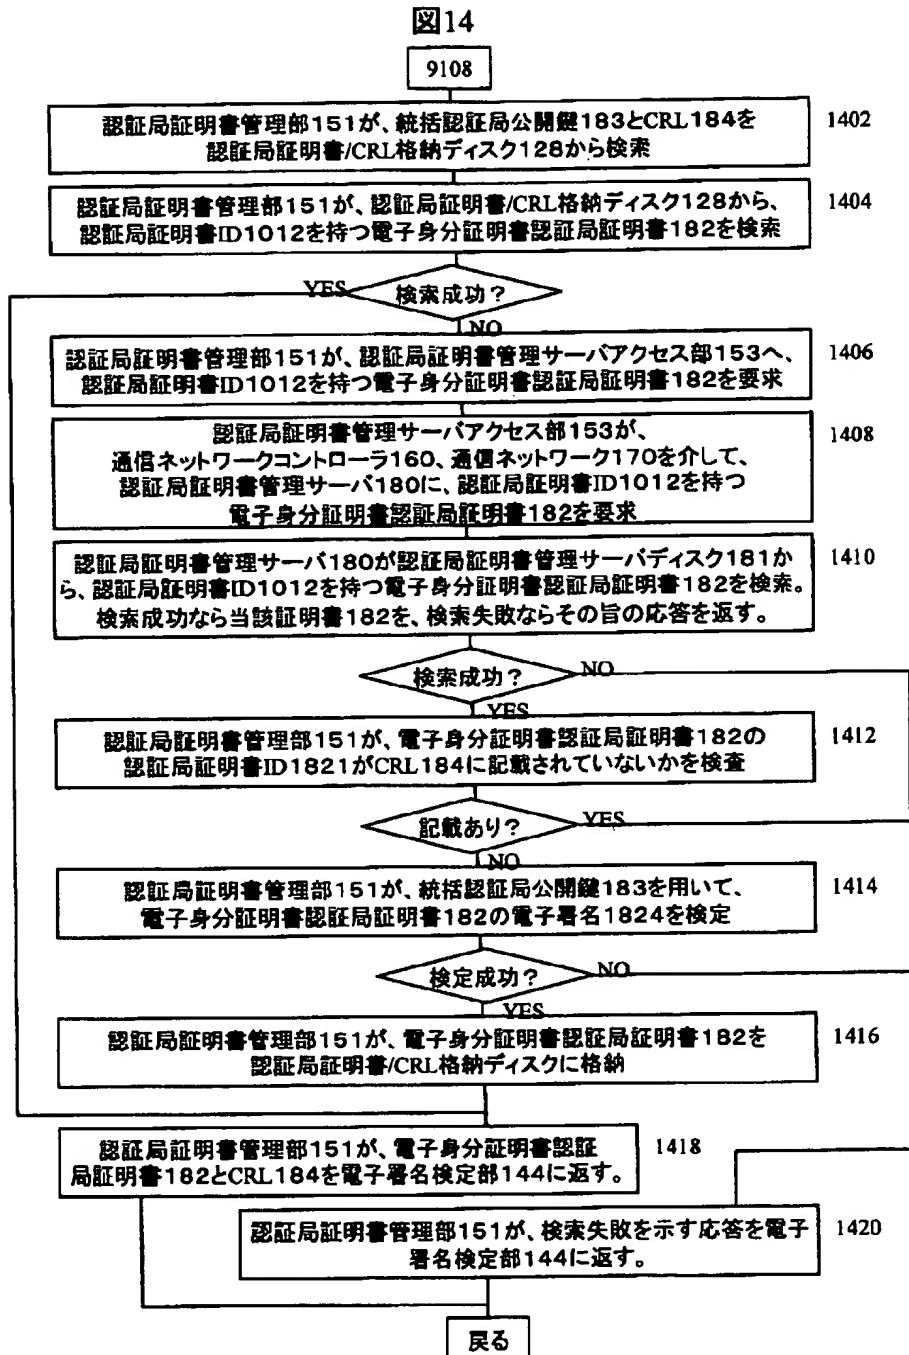 図14
9108
認証局証明書管理部151が、統括認証局公開鍵183とCRL184を
認証局証明書/CRL格納ディスク128から検索
1402
認証局証明書管理部151が、認証局証明書/CRL格納ディスク128から、
認証局証明書ID1012を持つ電子身分証明書認証局証明書182を検索
1404
YES
検索成功？
NO
認証局証明書管理部151が、認証局証明書管理サーバアクセス部153へ、
認証局証明書ID1012を持つ電子身分証明書認証局証明書182を要求
1406
認証局証明書管理サーバアクセス部153が、
通信ネットワークコントローラ160、通信ネットワーク170を介して、
認証局証明書管理サーバ180に、認証局証明書ID1012を持つ
電子身分証明書認証局証明書182を要求
1408
認証局証明書管理サーバ180が認証局証明書管理サーバディスク181か
ら、認証局証明書ID1012を持つ電子身分証明書認証局証明書182を検索。
検索成功なら当該証明書182を、検索失敗ならその旨の応答を返す。
1410
検索成功？
NO
YES
認証局証明書管理部151が、電子身分証明書認証局証明書182の
認証局証明書ID1821がCRL184に記載されていないかを検査
1412
記載あり？
YES
NO
認証局証明書管理部151が、統括認証局公開鍵183を用いて、
電子身分証明書認証局証明書182の電子署名1824を検定
1414
検定成功？
NO
YES
認証局証明書管理部151が、電子身分証明書認証局証明書182を
認証局証明書/CRL格納ディスクに格納
1416
認証局証明書管理部151が、電子身分証明書認証
局証明書182とCRL184を電子署名検定部144に返す。
1418
認証局証明書管理部151が、検索失敗を示す応答を電子
署名検定部144に返す。
1420
戻る